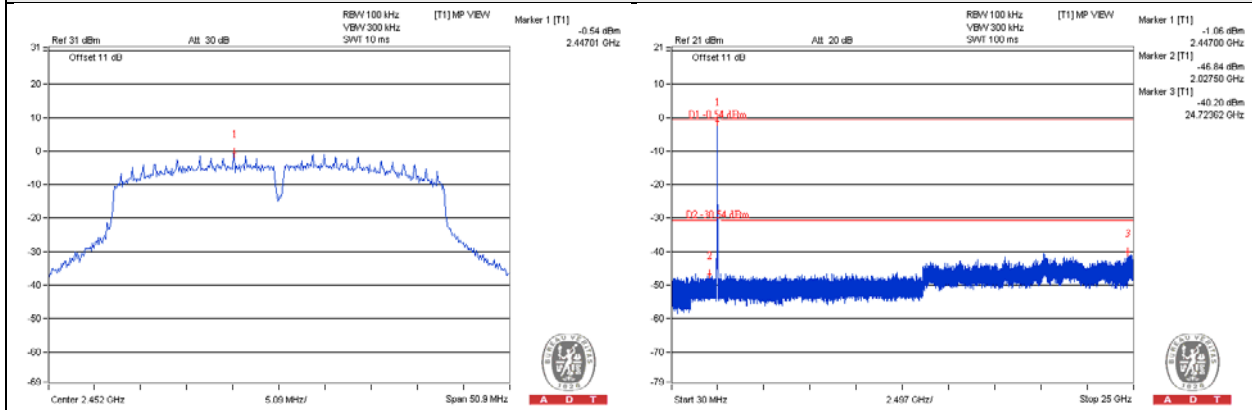 RBW 100 kHz [T1] MP VIEW
VBW 300 kHz
Ref 31 dBm Att 30 dB SWT 10 ms
Marker 1 [T1]
-0.54 dBm
2.44701 GHz
31
Offset 11 dB
20
10
0
-10
-20
-30
-40
-50
-60
-69
1
Center 2.452 GHz 5.09 MHz/ Span 50.9 MHz
BUREAU VERITAS
1828
A D T
RBW 100 kHz [T1] MP VIEW
VBW 300 kHz
Ref 21 dBm Att 20 dB SWT 100 ms
Marker 1 [T1]
-1.06 dBm
2.44700 GHz
Marker 2 [T1]
-46.84 dBm
2.02750 GHz
Marker 3 [T1]
-40.20 dBm
24.72362 GHz
21
Offset 11 dB
10
0
-10
-20
-30
-40
-50
-60
-70
-79
1
D1 -0.54 dBm
D2 -30.54 dBm
2
3
Start 30 MHz 2.497 GHz/ Stop 25 GHz
BUREAU VERITAS
1828
A D T